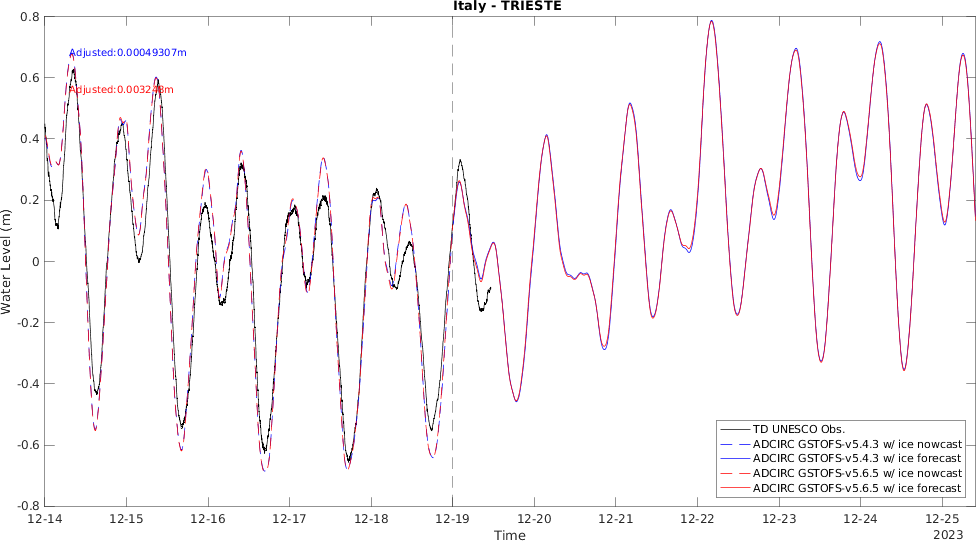 Italy - TRIESTE
0.8
0.6
0.4
0.2
0
-0.2
-0.4
-0.6
-0.8
Water Level (m)
Adjusted:0.00049307m
TD UNESCO Obs.
ADCIRC GSTOFS-v5.4.3 w/ ice nowcast
ADCIRC GSTOFS-v5.4.3 w/ ice forecast
ADCIRC GSTOFS-v5.6.5 w/ ice nowcast
ADCIRC GSTOFS-v5.6.5 w/ ice forecast
12-14 12-15 12-16 12-17 12-18 12-19 12-20 12-21 12-22 12-23 12-24 12-25
Time
2023